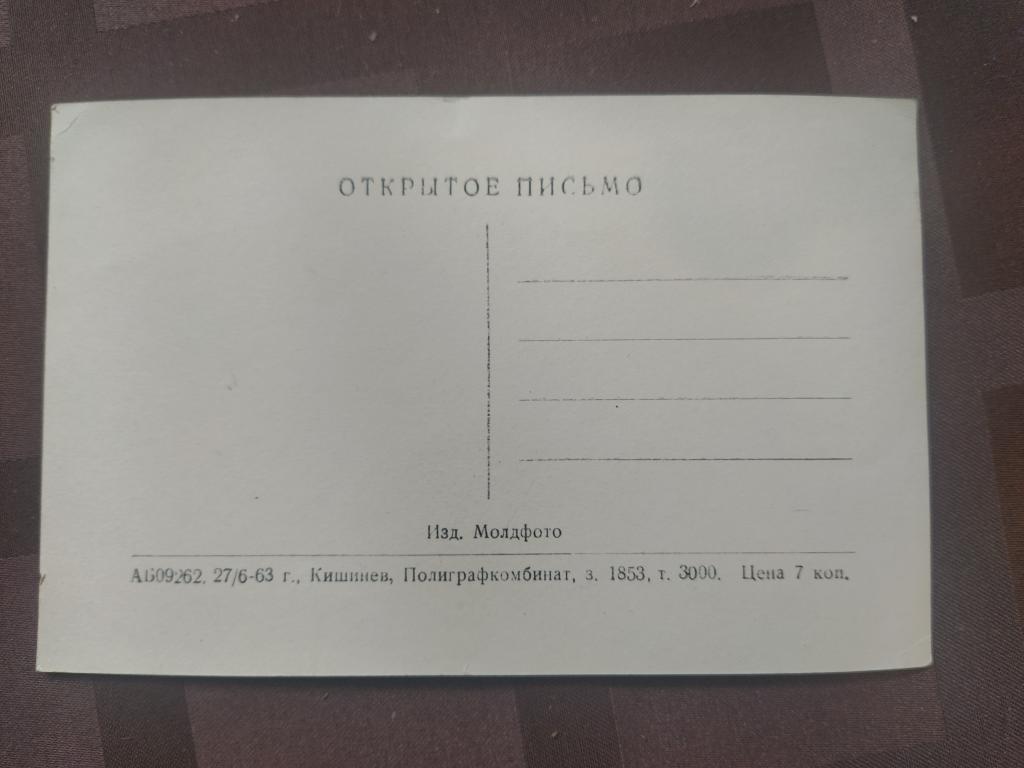 ОТКРЫТОЕ ПИСЬМО
Изд. Молдфото
АБ09262. 27/6-63 г., Кишинев, Полиграфкомбинат, з. 1853, т. 3000. Цена 7 коп.